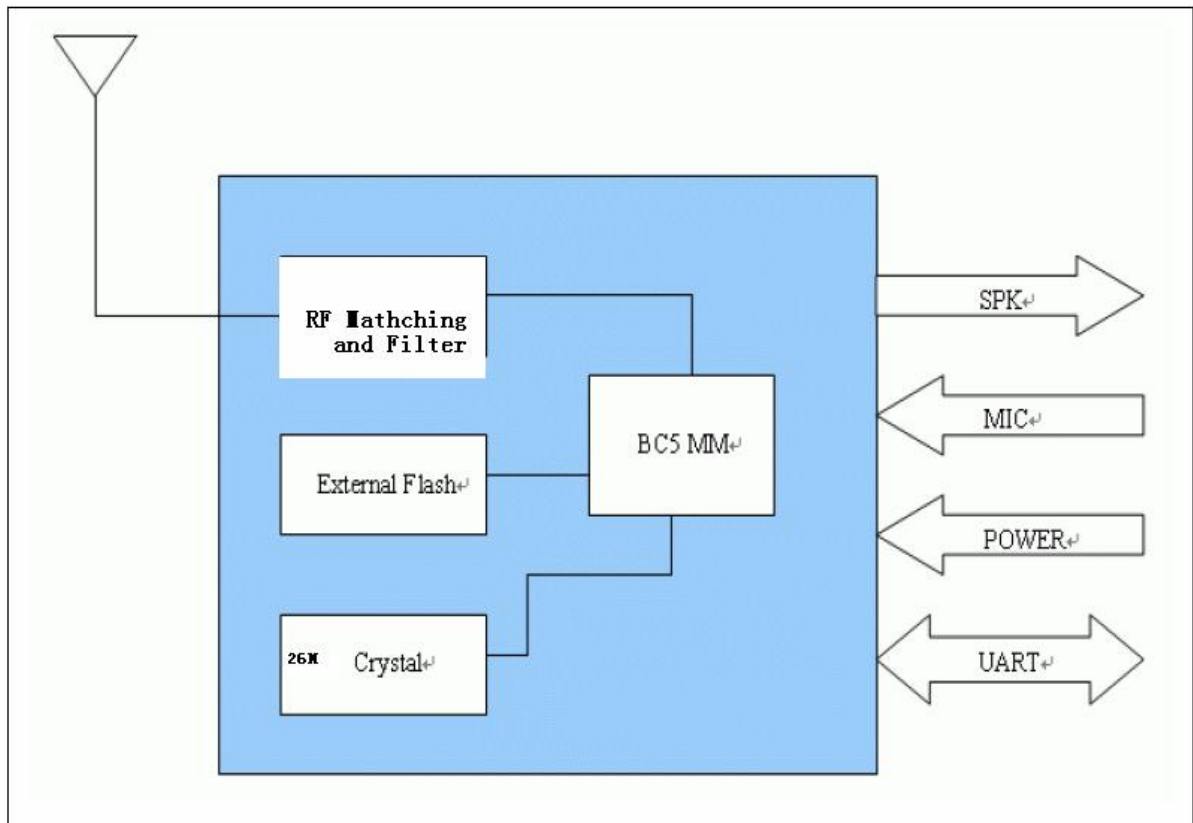 RF Mathching
and Filter
SPK↵
MIC↵
BC5 MM↵
External Flash↵
POWER↵
26M Crystal↵
UART↵